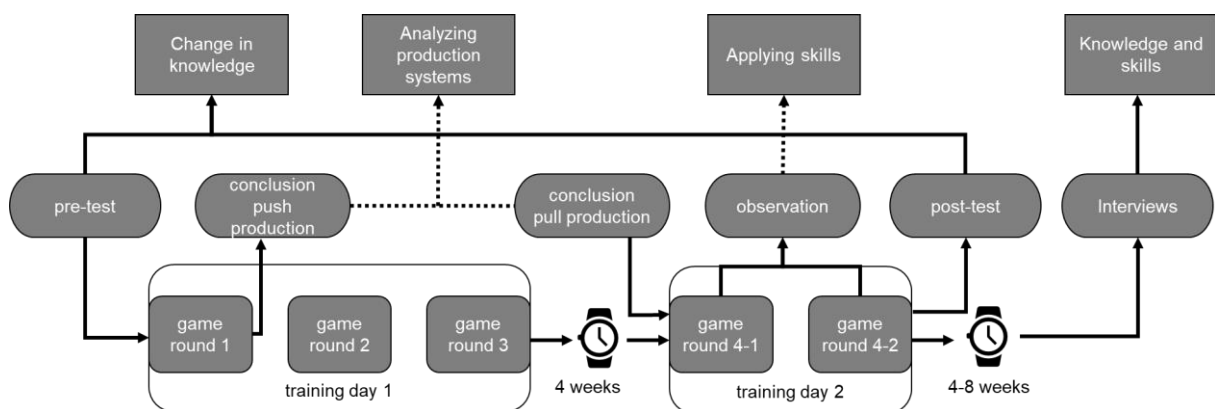 Change in
knowledge
Analyzing
production
systems
Applying skills
Knowledge and
skills
pre-test
conclusion
push
production
conclusion
pull production
observation
post-test
Interviews
game
round 1
game
round 2
game
round 3
game
round 4-1
game
round 4-2
training day 1
4 weeks
training day 2
4-8 weeks